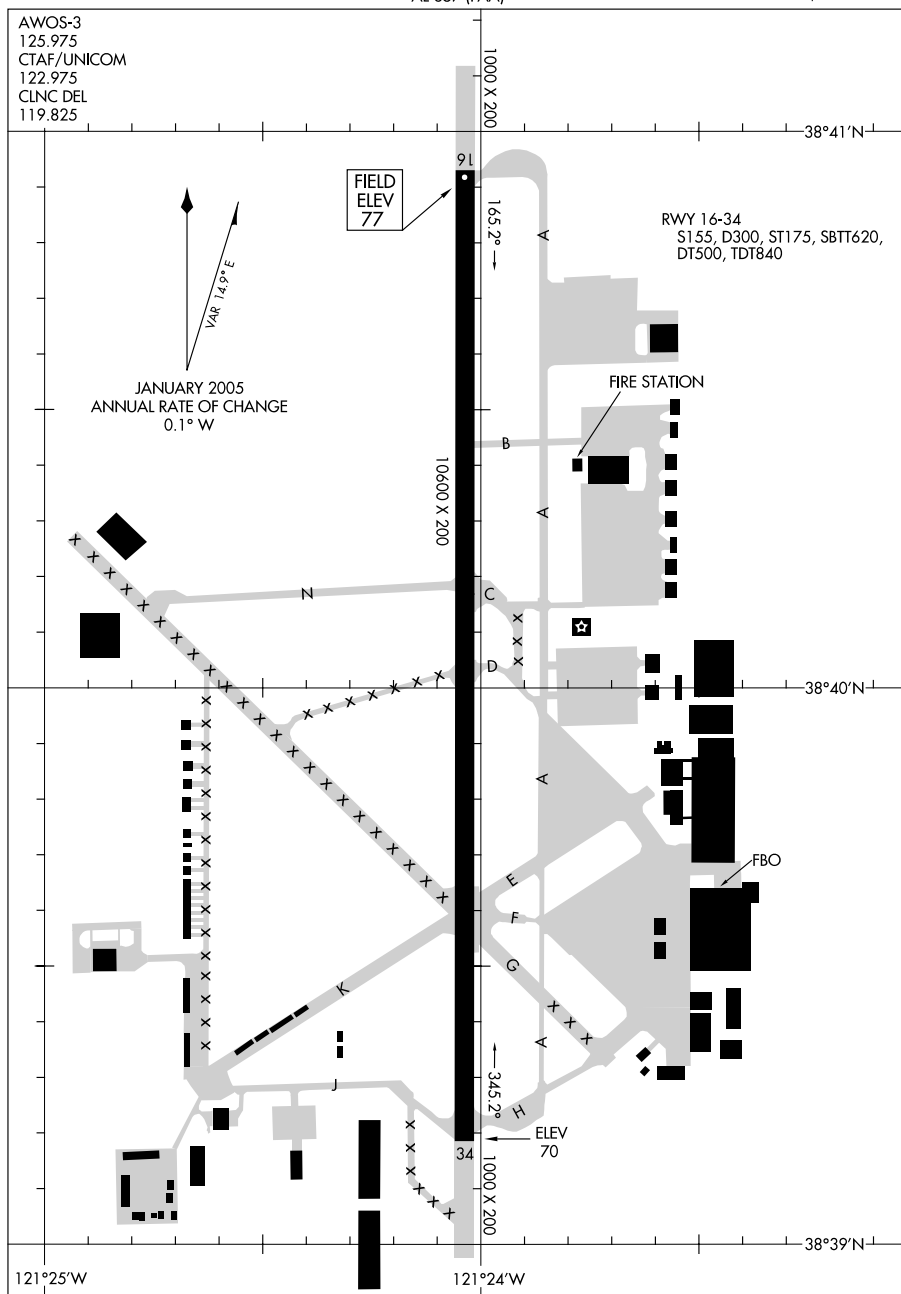 AWOS-3
125.975
CTAF/UNICOM
122.975
CLNC DEL
119.825
1000 X 200
38°41'N
16
FIELD
ELEV
77
165.2°
A
RWY 16-34
S155, D300, ST175, SBTT620,
DT500, TDT840
VAR 14.9° E
JANUARY 2005
ANNUAL RATE OF CHANGE
0.1° W
FIRE STATION
B
10600 X 200
A
X
N
C
D
38°40'N
A
FBO
E
F
G
K
A
J
345.2°
H
ELEV
70
34
1000 X 200
38°39'N
121°25'W
121°24'W